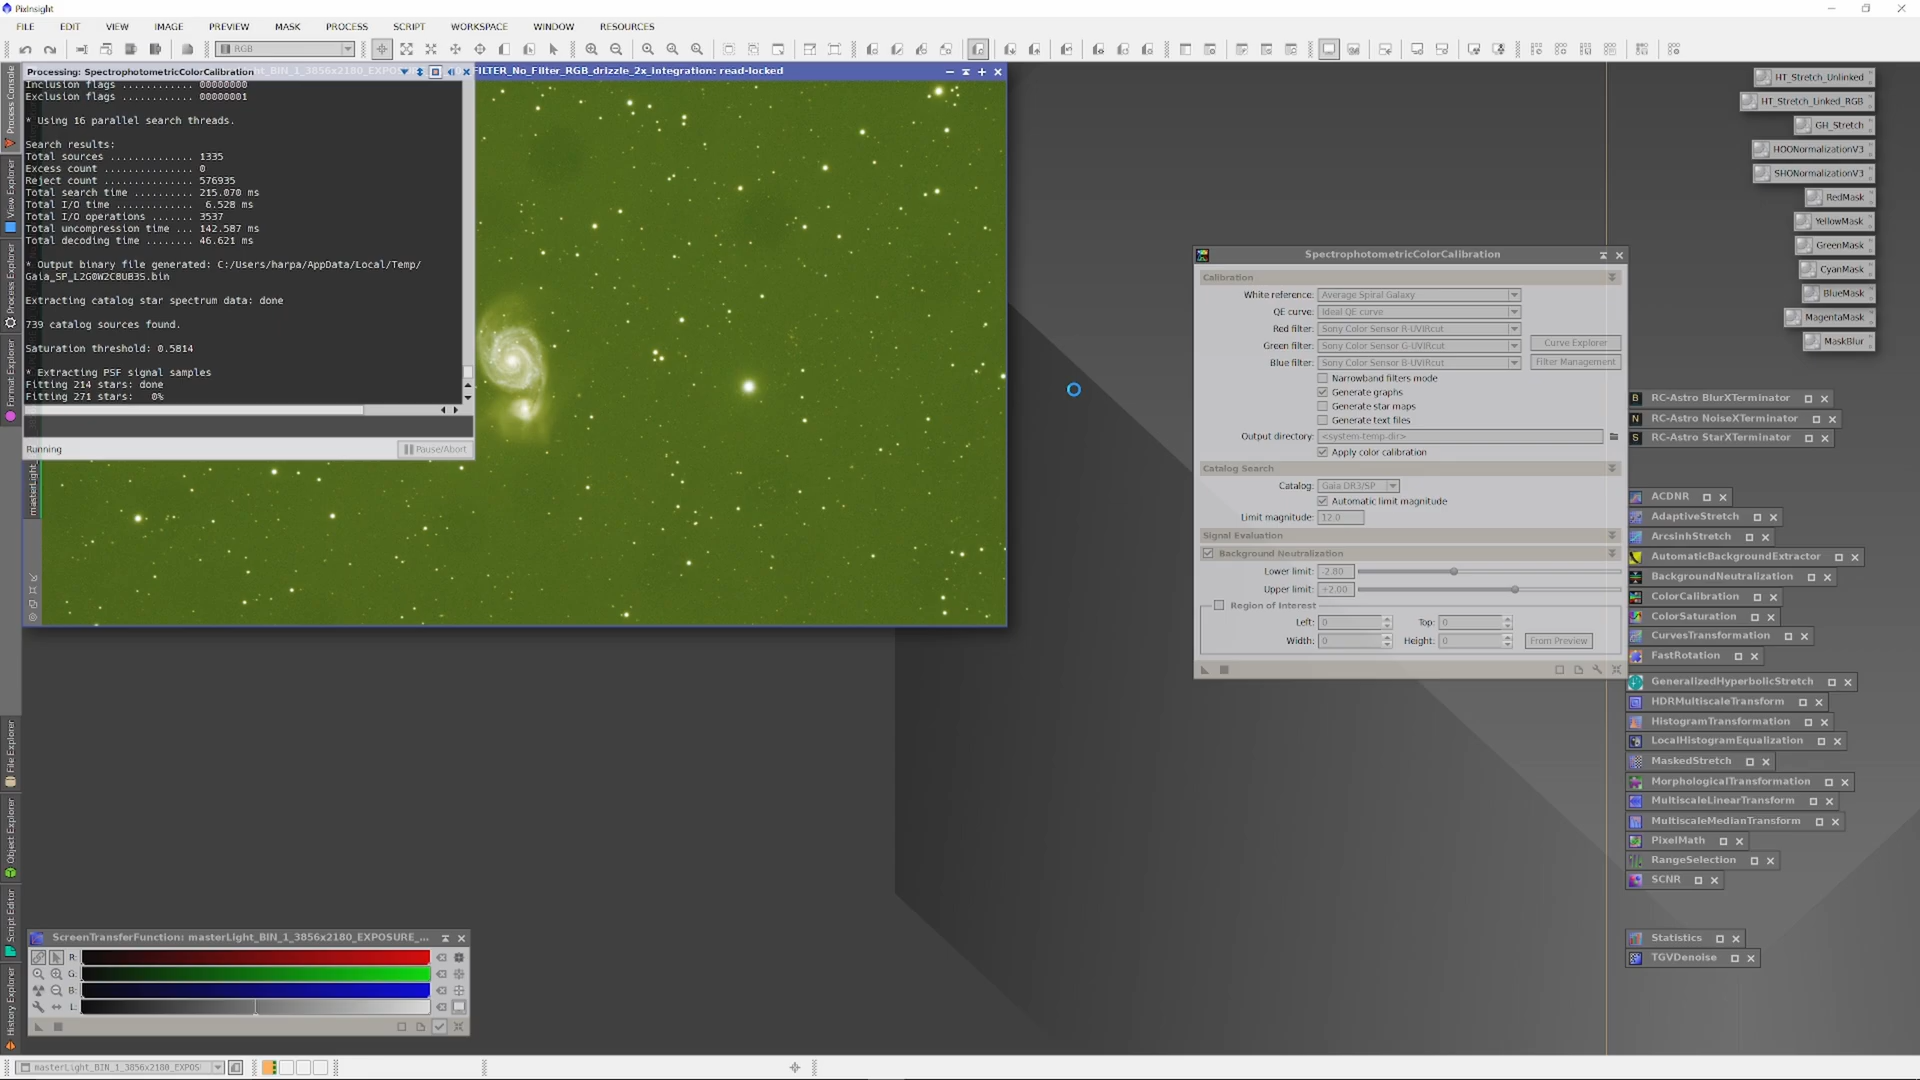 PixInsight
FILE EDIT VIEW IMAGE PREVIEW MASK PROCESS SCRIPT WORKSPACE WINDOW RESOURCES
RGB
Processing: SpectrophotometricColorCalibration
FILTER_No_Filter_RGB_drizzle_2x_integration: read-locked
Inclusion flags ............ 00000000
Exclusion flags ............ 00000001
* Using 16 parallel search threads.
Search results:
Total sources .............. 1335
Excess count ............... 0
Reject count ............... 576935
Total search time .......... 215.070 ms
Total I/O time ............. 6.528 ms
Total I/O operations ....... 3537
Total uncompression time ... 142.587 ms
Total decoding time ........ 46.621 ms
* Output binary file generated: C:/Users/harpa/AppData/Local/Temp/
Gaia_SP_L2G0W2C8UB3S.bin
Extracting catalog star spectrum data: done
739 catalog sources found.
Saturation threshold: 0.5814
* Extracting PSF signal samples
Fitting 214 stars: done
Fitting 271 stars: 0%
Running
Pause/Abort
Process Console
View Explorer
Process Explorer
Format Explorer
File Explorer
Object Explorer
Script Editor
History Explorer
masterLight_
SpectrophotometricColorCalibration
Calibration
White reference: Average Spiral Galaxy
QE curve: Ideal QE curve
Red filter: Sony Color Sensor R-UVIRcut
Green filter: Sony Color Sensor G-UVIRcut
Curve Explorer
Blue filter: Sony Color Sensor B-UVIRcut
Filter Management
Narrowband filters mode
Generate graphs
Generate star maps
Generate text files
Output directory: <system-temp-dir>
Apply color calibration
Catalog Search
Catalog: Gaia DR3/SP
Automatic limit magnitude
Limit magnitude: 12.0
Signal Evaluation
Background Neutralization
Lower limit: -2.80
Upper limit: +2.00
Region of Interest
Left: 0 Top: 0
Width: 0 Height: 0 From Preview
HT_Stretch_Unlinked
HT_Stretch_Linked_RGB
GH_Stretch
HOONormalizationV3
SHONormalizationV3
RedMask
YellowMask
GreenMask
CyanMask
BlueMask
MagentaMask
MaskBlur
B RC-Astro BlurXTerminator
N RC-Astro NoiseXTerminator
S RC-Astro StarXTerminator
ACDNR
AdaptiveStretch
ArcsinhStretch
AutomaticBackgroundExtractor
BackgroundNeutralization
ColorCalibration
ColorSaturation
CurvesTransformation
FastRotation
GeneralizedHyperbolicStretch
HDRMultiscaleTransform
HistogramTransformation
LocalHistogramEqualization
MaskedStretch
MorphologicalTransformation
MultiscaleLinearTransform
MultiscaleMedianTransform
PixelMath
RangeSelection
SCNR
Statistics
TGVDenoise
ScreenTransferFunction: masterLight_BIN_1_3856x2180_EXPOSURE_...
R:
G:
B:
L:
masterLight_BIN_1_3856x2180_EXPOS